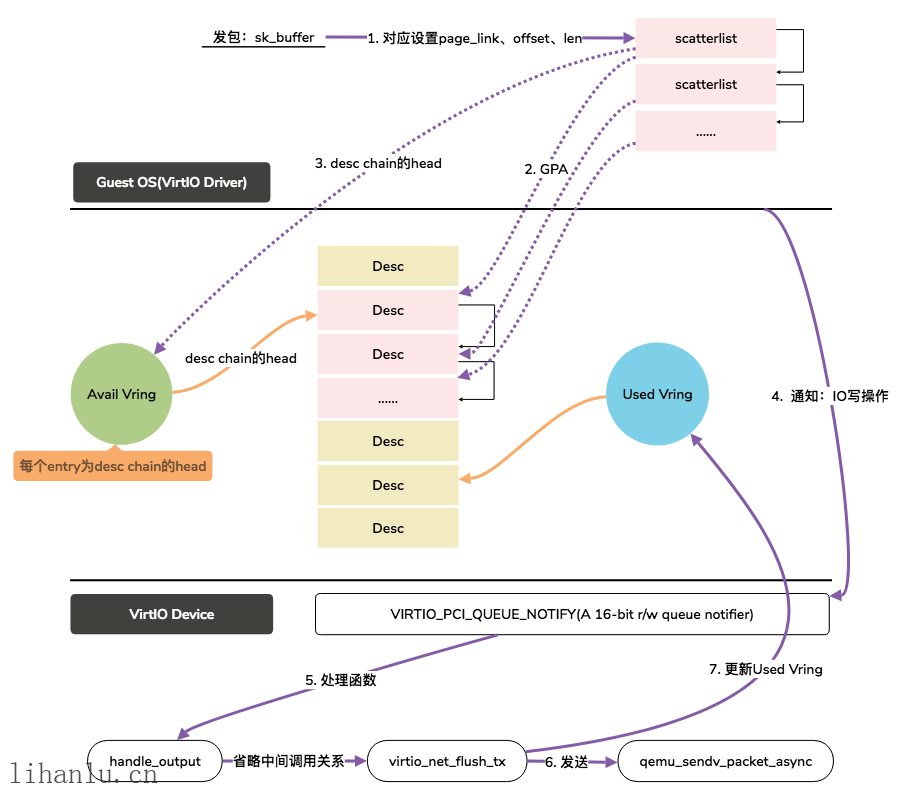 发包：sk_buffer
1. 对应设置page_link、offset、len
scatterlist
scatterlist
......
3. desc chain的head
2. GPA
Guest OS(VirtIO Driver)
Desc
Desc
desc chain的head
Desc
Avail Vring
......
Used Vring
4. 通知：IO写操作
每个entry为desc chain的head
Desc
Desc
Desc
VirtIO Device
VIRTIO_PCI_QUEUE_NOTIFY(A 16-bit r/w queue notifier)
5. 处理函数
7. 更新Used Vring
handle_output
省略中间调用关系
virtio_net_flush_tx
6. 发送
qemu_sendv_packet_async
lihanlu.cn